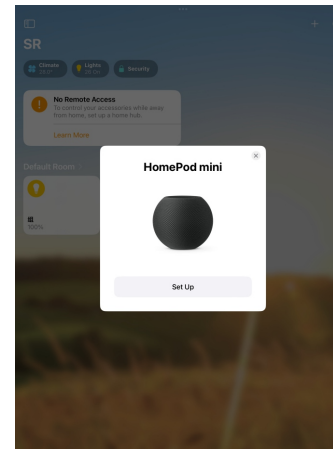 SR
Climate
Lights
Security
No Remote Access
To control your
accessories while away
from home, set up a home hub.
Learn More
Default Room
100%
HomePod mini
Set Up